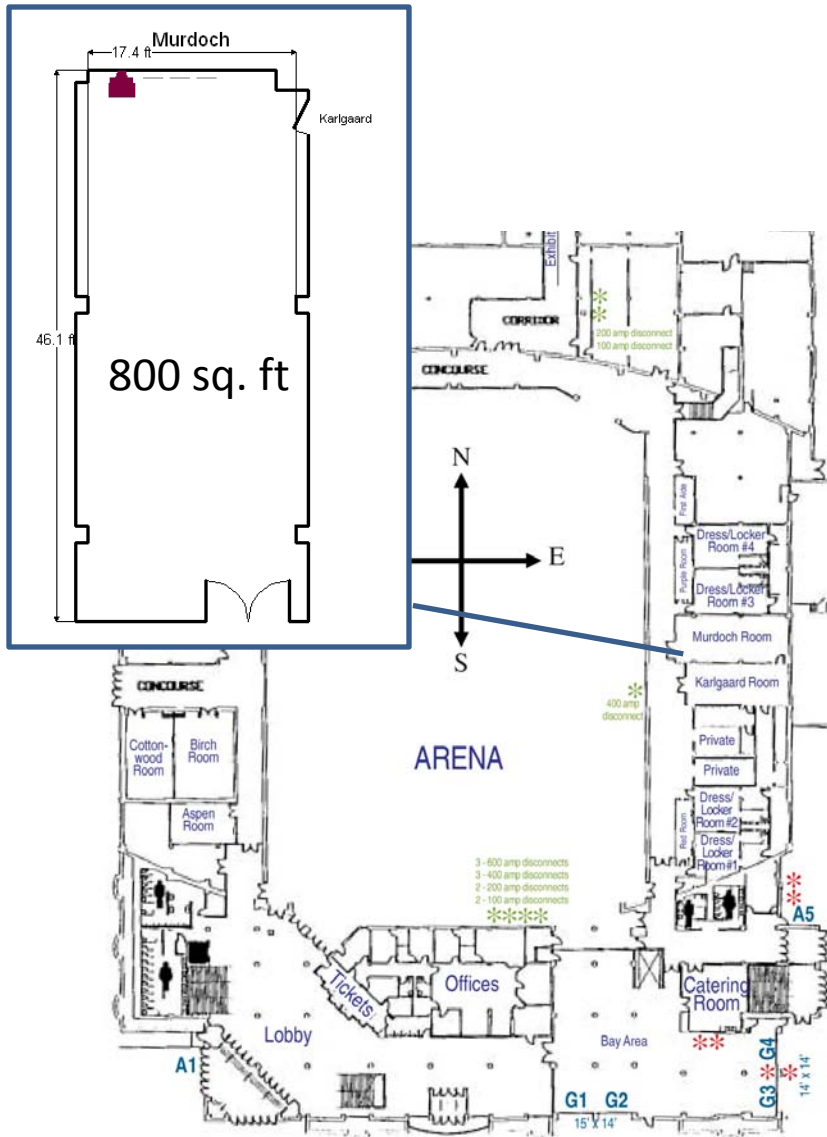 Murdoch
17.4 ft
Karlgaard
46.1 ft
800 sq. ft
Exhibit
CORRIDOR
200 amp disconnect
100 amp disconnect
CONCOURSE
N
E
S
First Aide
Dress/Locker
Room #4
Purple Room
Dress/Locker
Room #3
Murdoch Room
Karlgaard Room
CONCOURSE
400 amp
disconnect
Cotton-
wood
Room
Birch
Room
Private
Private
ARENA
Aspen
Room
Dress/
Locker
Room #2
Red Room
Dress/
Locker
Room #1
3 - 600 amp disconnects
3 - 400 amp disconnects
2 - 200 amp disconnects
2 - 100 amp disconnects
A5
Tickets
Offices
Catering
Room
Lobby
Bay Area
A1
G4
G3
14' x 14'
G1
G2
15' x 14'